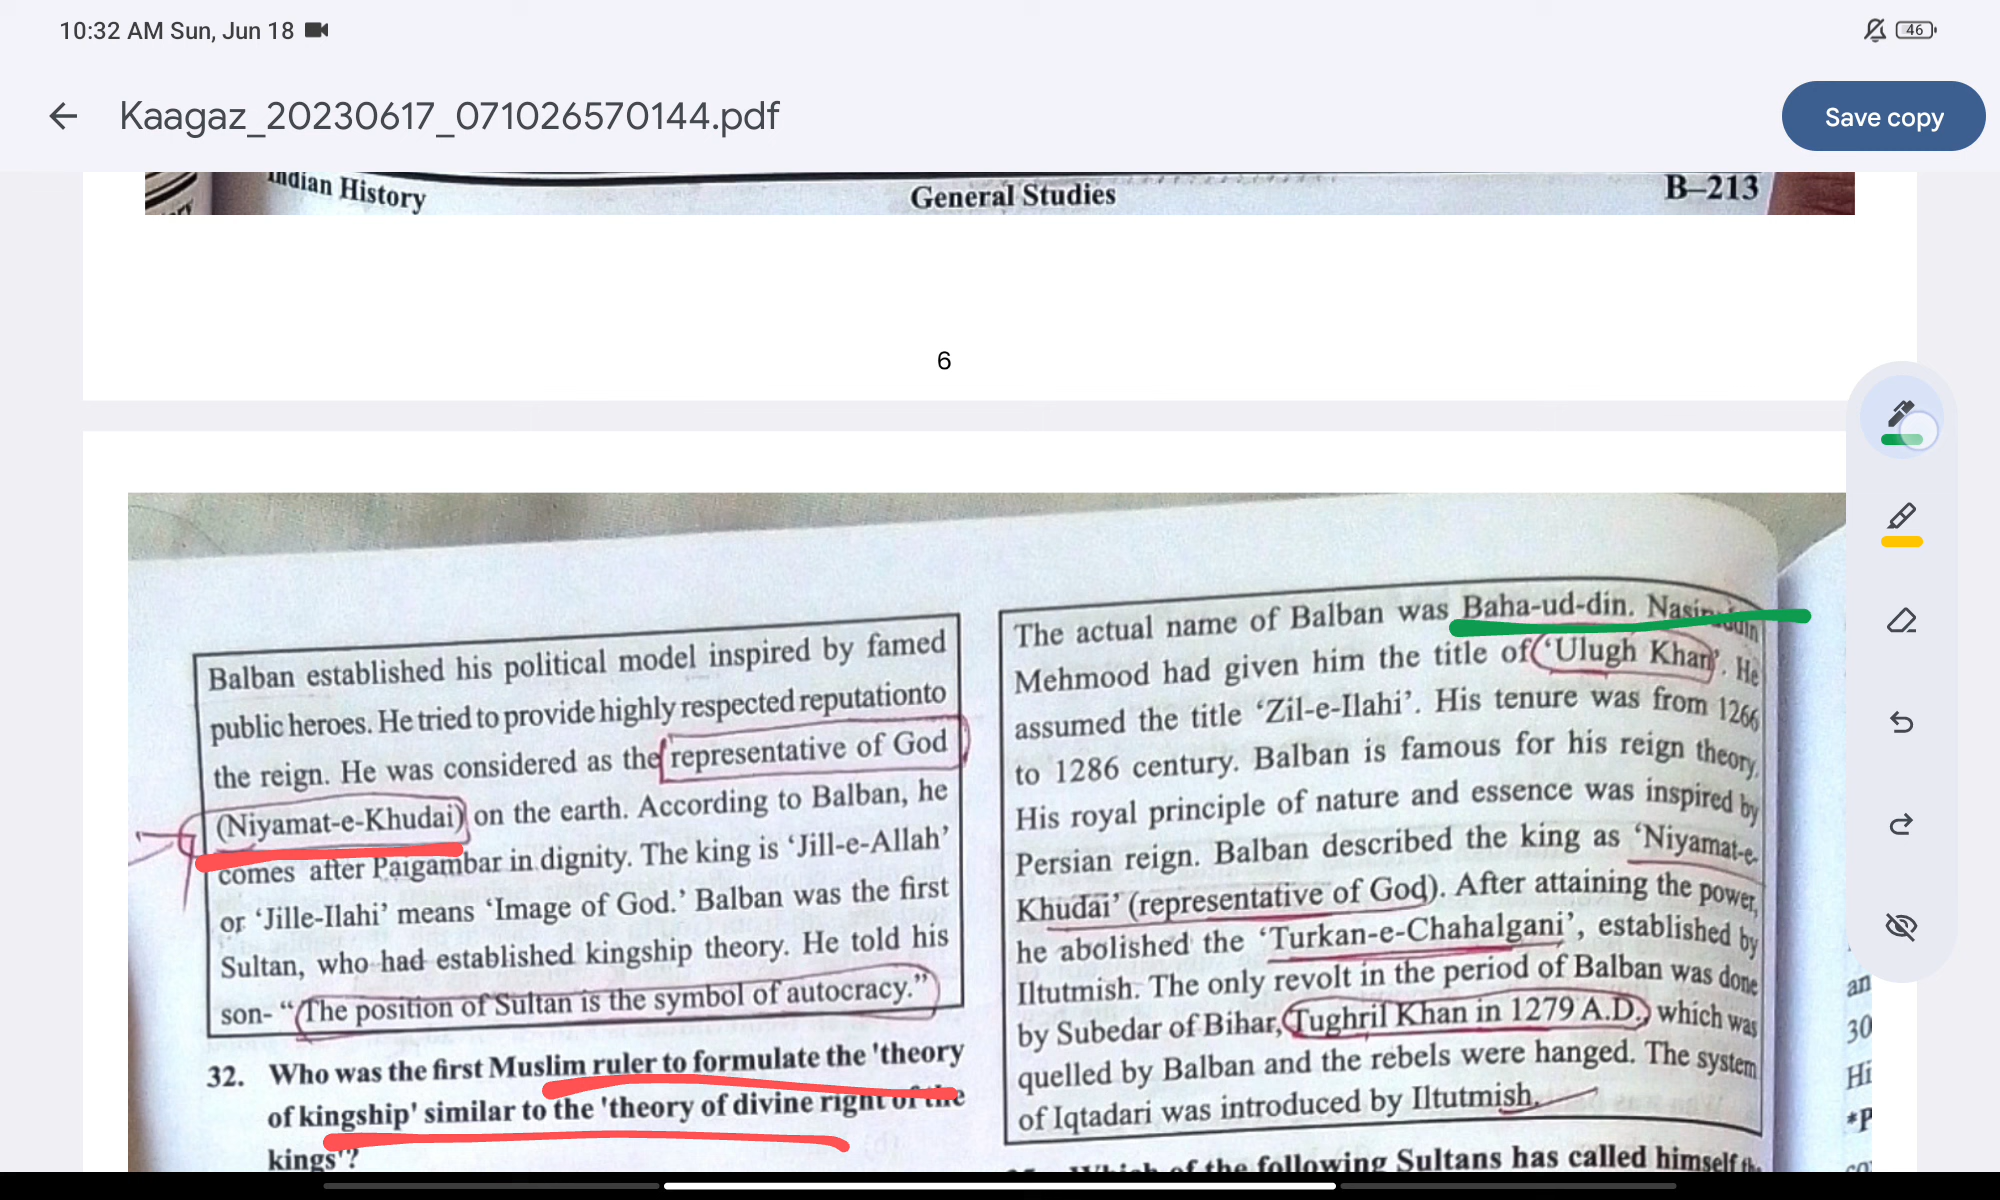 10:32 AM Sun, Jun 18
46
Kaagaz_20230617_071026570144.pdf
Save copy
Indian History
General Studies
B–213
6
Balban established his political model inspired by famed
public heroes. He tried to provide highly respected reputationto
the reign. He was considered as the representative of God
(Niyamat-e-Khudai) on the earth. According to Balban, he
comes after Paigambar in dignity. The king is ‘Jill-e-Allah’
or ‘Jille-Ilahi’ means ‘Image of God.’ Balban was the first
Sultan, who had established kingship theory. He told his
son- “The position of Sultan is the symbol of autocracy.”
32. Who was the first Muslim ruler to formulate the 'theory
of kingship' similar to the 'theory of divine right of the
kings'?
The actual name of Balban was Baha-ud-din.
Mehmood had given him the title of ‘Ulugh Khan’. He
assumed the title ‘Zil-e-Ilahi’. His tenure was from 1266
to 1286 century. Balban is famous for his reign theory.
His royal principle of nature and essence was inspired by
Persian reign. Balban described the king as ‘Niyamat-e-
Khudai’ (representative of God). After attaining the power,
he abolished the ‘Turkan-e-Chahalgani’, established by
Iltutmish. The only revolt in the period of Balban was done
by Subedar of Bihar, Tughril Khan in 1279 A.D., which was
quelled by Balban and the rebels were hanged. The system
of Iqtadari was introduced by Iltutmish.
of the following Sultans has called himself
an
30
Hi
*P